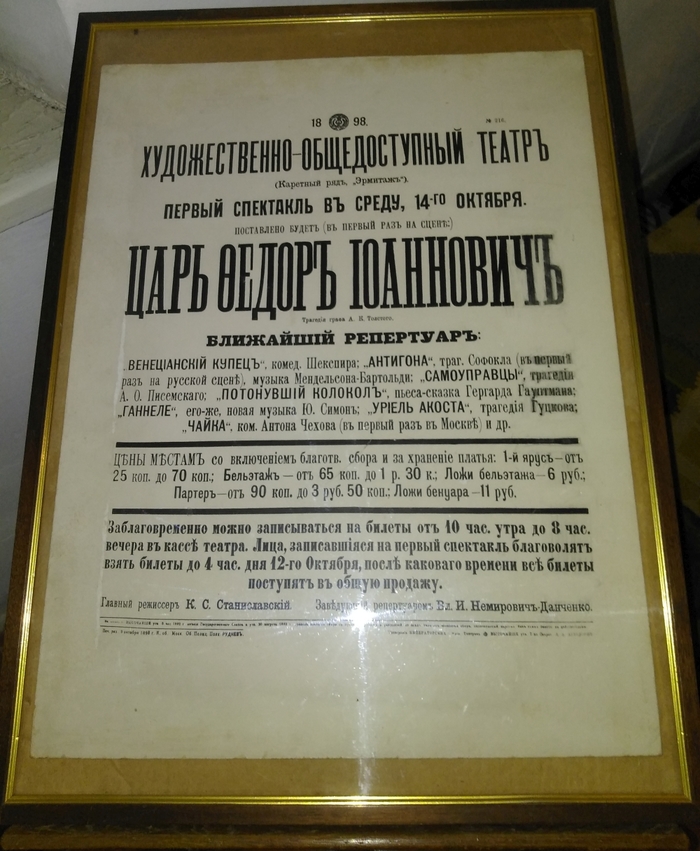 18 98.
ХУДОЖЕСТВЕННО-ОБЩЕДОСТУПНЫЙ ТЕАТРЪ
(Каретный рядъ, „Эрмитажъ“).
ПЕРВЫЙ СПЕКТАКЛЬ ВЪ СРЕДУ, 14-ГО ОКТЯБРЯ.
ПОСТАВЛЕНО БУДЕТЪ (ВЪ ПЕРВЫЙ РАЗЪ НА СЦЕНѢ:)
ЦАРЬ ѲЕДОРЪ ІОАННОВИЧЪ
Трагедія графа А. К. Толстого.
БЛИЖАЙШІЙ РЕПЕРТУАРЪ:
„ВЕНЕЦІАНСКІЙ КУПЕЦЪ“, комед. Шекспира; „АНТИГОНА“, траг. Софокла (въ первый
разъ на русской сценѣ), музыка Мендельсона-Бартольди; „САМОУПРАВЦЫ“, трагедія
А. О. Писемскаго; „ПОТОНУВШІЙ КОЛОКОЛЪ“, пьеса-сказка Гергарда Гауптмана;
„ГАННЕЛЕ“, его-же, новая музыка Ю. Симонъ; „УРІЕЛЬ АКОСТА“, трагедія Гуцкова;
„ЧАЙКА“, ком. Антона Чехова (въ первый разъ въ Москвѣ) и др.
ЦѢНЫ МѢСТАМЪ со включеніемъ благотв. сбора и за храненіе платья: 1-й ярусъ—отъ
25 коп. до 70 коп.; Бельэтажъ—отъ 65 коп. до 1 р. 30 к.; Ложи бельэтажа—6 руб.;
Партеръ—отъ 90 коп. до 3 руб. 50 коп.; Ложи бенуара—11 руб.
Заблаговременно можно записываться на билеты отъ 10 час. утра до 8 час.
вечера въ кассѣ театра. Лица, записавшіяся на первый спектакль благоволятъ
взять билеты до 4 час. дня 12-го Октября, послѣ каковаго времени всѣ билеты
поступятъ въ общую продажу.
Главный режиссеръ К. С. Станиславскій. Завѣдующій репертуаромъ Вл. И. Немировичъ-Данченко.